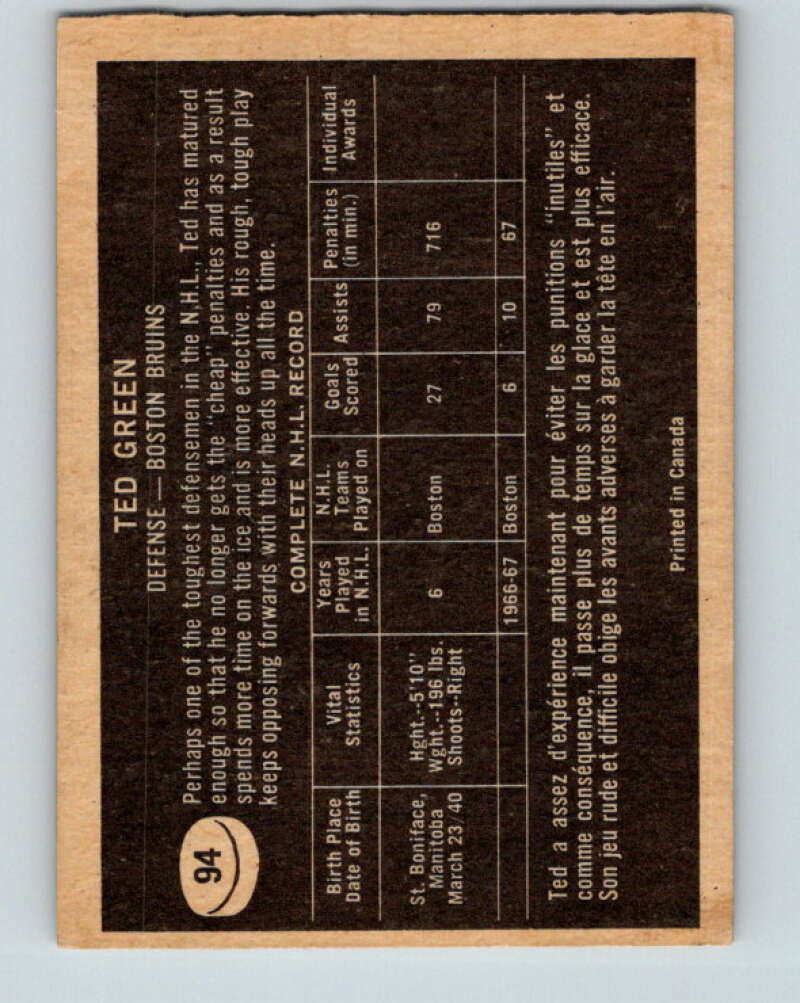 94
TED GREEN
DEFENSE — BOSTON BRUINS
Perhaps one of the toughest defensemen in the N.H.L., Ted has matured
enough so that he no longer gets the "cheap" penalties and as a result
spends more time on the ice and is more effective. His rough, tough play
keeps opposing forwards with their heads up all the time.
COMPLETE N.H.L. RECORD
Birth Place Date of Birth | Vital Statistics | Years Played in N.H.L. | N.H.L. Teams Played on | Goals Scored | Assists | Penalties (in min.) | Individual Awards
St. Boniface, Manitoba March 23/40 | Hght.--5'10" Wght.--196 lbs. Shoots--Right | 6 | Boston | 27 | 79 | 716
1966-67 | Boston | 6 | 10 | 67
Ted a assez d'expérience maintenant pour éviter les punitions "inutiles" et
comme conséquence, il passe plus de temps sur la glace et est plus efficace.
Son jeu rude et difficile obige les avants adverses à garder la tête en l'air.
Printed in Canada